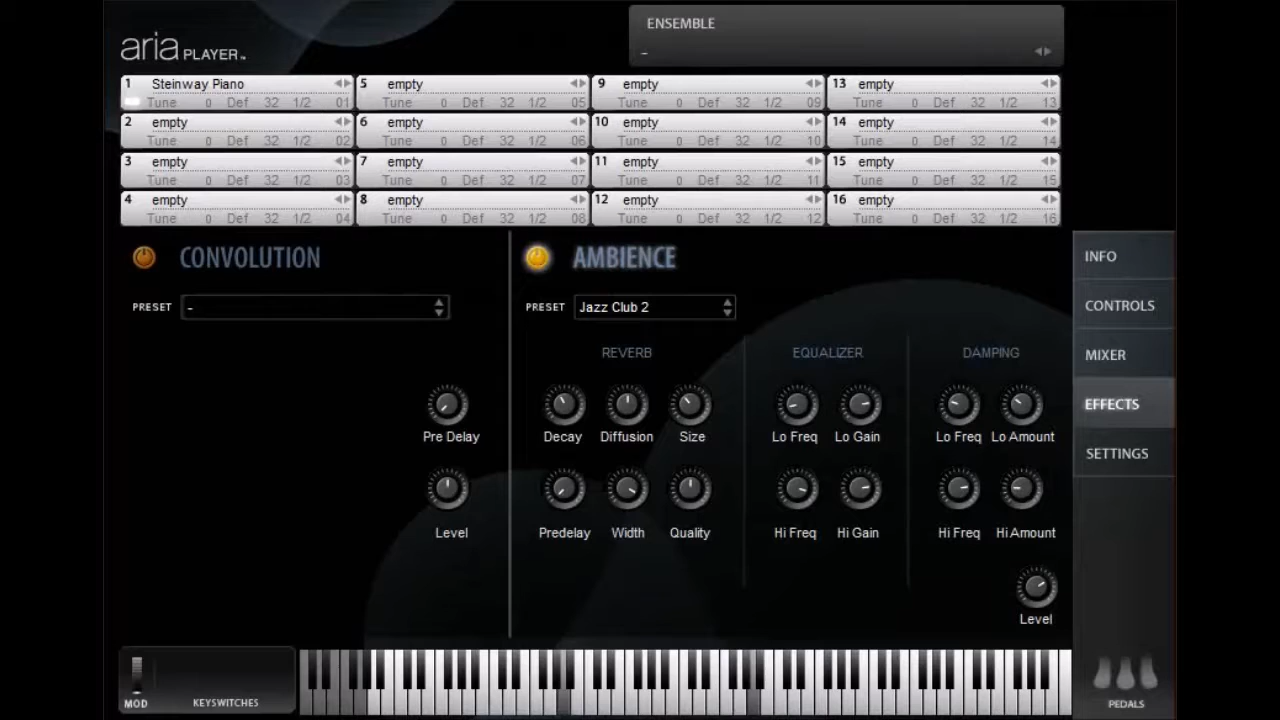 aria PLAYER™
ENSEMBLE
-
1 Steinway Piano
Tune 0 Def 32 1/2 01
5 empty
Tune 0 Def 32 1/2 05
9 empty
Tune 0 Def 32 1/2 09
13 empty
Tune 0 Def 32 1/2 13
2 empty
Tune 0 Def 32 1/2 02
6 empty
Tune 0 Def 32 1/2 06
10 empty
Tune 0 Def 32 1/2 10
14 empty
Tune 0 Def 32 1/2 14
3 empty
Tune 0 Def 32 1/2 03
7 empty
Tune 0 Def 32 1/2 07
11 empty
Tune 0 Def 32 1/2 11
15 empty
Tune 0 Def 32 1/2 15
4 empty
Tune 0 Def 32 1/2 04
8 empty
Tune 0 Def 32 1/2 08
12 empty
Tune 0 Def 32 1/2 12
16 empty
Tune 0 Def 32 1/2 16
CONVOLUTION
PRESET -
Pre Delay
Level
AMBIENCE
PRESET Jazz Club 2
REVERB
Decay Diffusion Size
Predelay Width Quality
EQUALIZER
Lo Freq Lo Gain
Hi Freq Hi Gain
DAMPING
Lo Freq Lo Amount
Hi Freq Hi Amount
Level
INFO
CONTROLS
MIXER
EFFECTS
SETTINGS
MOD KEYSWITCHES
PEDALS